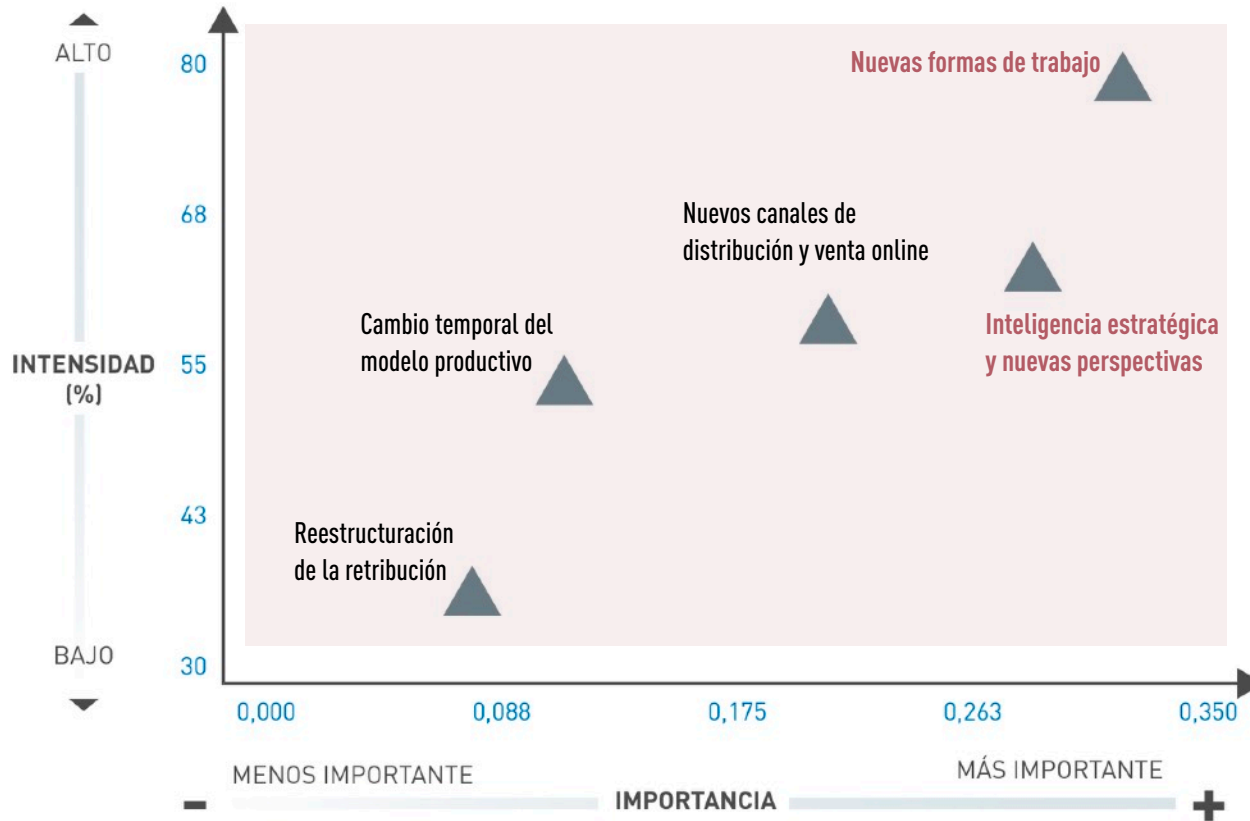 ALTO
80
Nuevas formas de trabajo
68
Nuevos canales de
distribución y venta online
Cambio temporal del
modelo productivo
Inteligencia estratégica
y nuevas perspectivas
INTENSIDAD
(%)
55
43
Reestructuración
de la retribución
BAJO
30
0,000
0,088
0,175
0,263
0,350
MENOS IMPORTANTE
MÁS IMPORTANTE
- IMPORTANCIA +